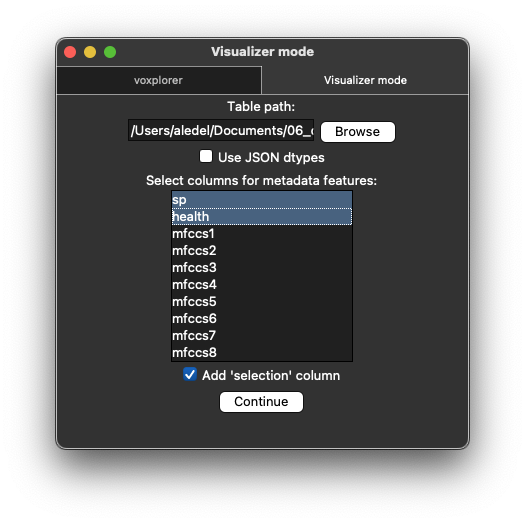 Visualizer mode
voxplorer
Visualizer mode
Table path:
/Users/aledel/Documents/06_
Browse
Use JSON dtypes
Select columns for metadata features:
sp
health
mfccs1
mfccs2
mfccs3
mfccs4
mfccs5
mfccs6
mfccs7
mfccs8
Add 'selection' column
Continue